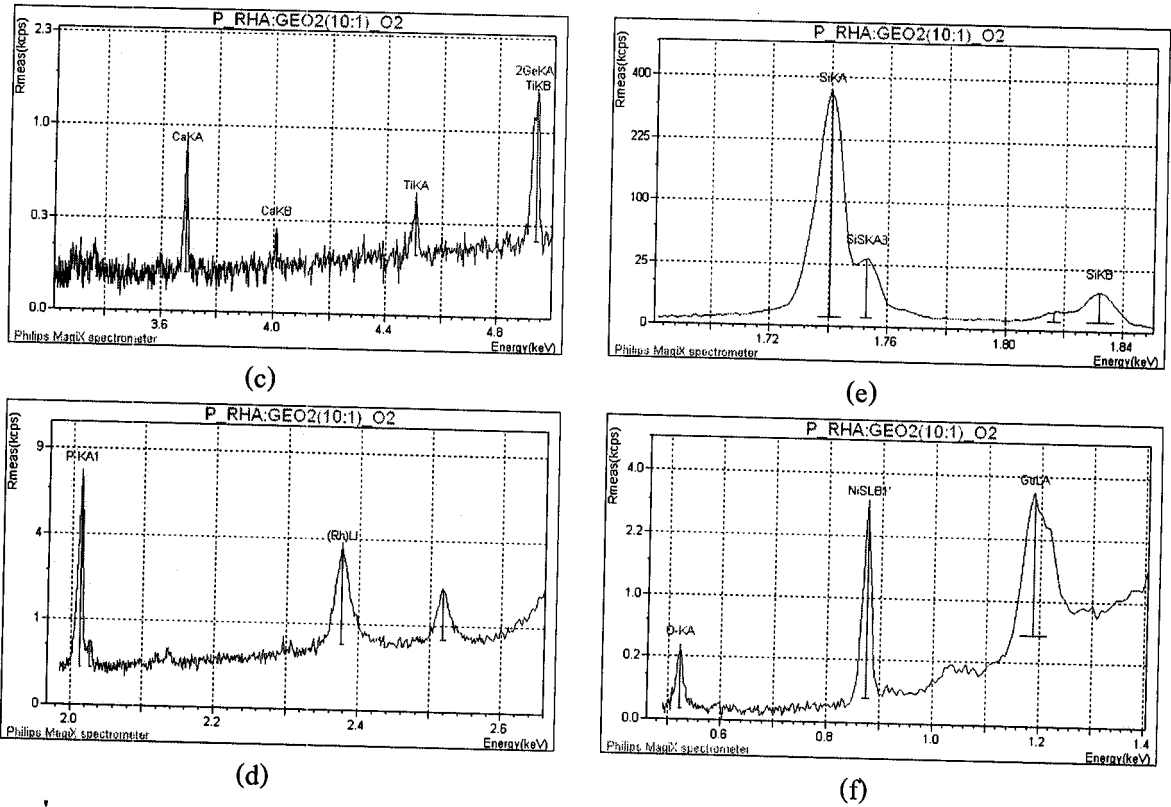 P_RHA:GEO2(10:1)_O2
Rmeas(kcps)
2.3
1.0
0.3
0.0
CaKA
CaKB
TiKA
2GeKA
TiKB
3.6
4.0
4.4
4.8
Philips MagiX spectrometer
Energy(keV)
(c)
P_RHA:GEO2(10:1)_O2
Rmeas(kcps)
400
225
100
25
0
SiKA
SiSKA3
SiKB
1.72
1.76
1.80
1.84
Philips MagiX spectrometer
Energy(keV)
(e)
P_RHA:GEO2(10:1)_O2
Rmeas(kcps)
9
4
1
0
P KA1
(Rh)Ll
2.0
2.2
2.4
2.6
Philips MagiX spectrometer
Energy(keV)
(d)
P_RHA:GEO2(10:1)_O2
Rmeas(kcps)
4.0
2.2
1.0
0.2
0.0
O-KA
NiSLB1'
GeLA
0.6
0.8
1.0
1.2
1.4
Philips MagiX spectrometer
Energy(keV)
(f)